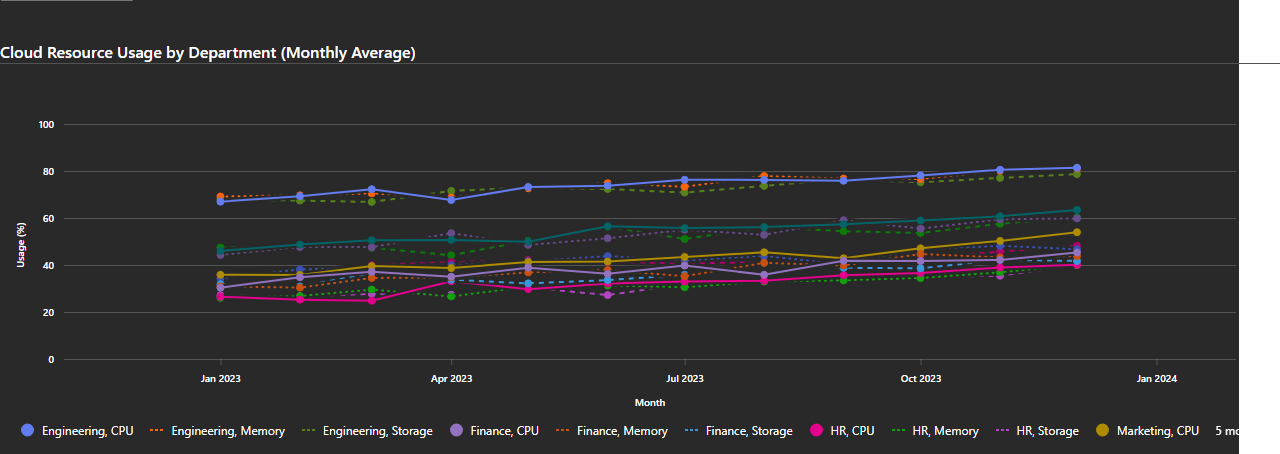 Cloud Resource Usage by Department (Monthly Average)
100
80
60
40
20
0
Usage (%)
Jan 2023 Apr 2023 Jul 2023 Oct 2023 Jan 2024
Month
Engineering, CPU Engineering, Memory Engineering, Storage Finance, CPU Finance, Memory Finance, Storage HR, CPU HR, Memory HR, Storage Marketing, CPU 5 mo